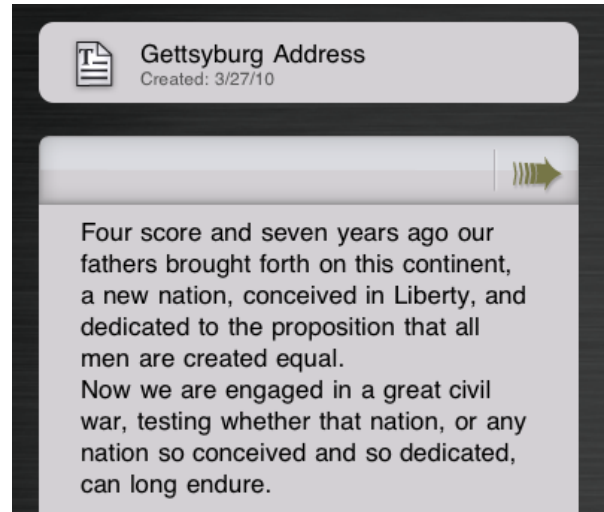 Gettsyburg Address
Created: 3/27/10
Four score and seven years ago our
fathers brought forth on this continent,
a new nation, conceived in Liberty, and
dedicated to the proposition that all
men are created equal.
Now we are engaged in a great civil
war, testing whether that nation, or any
nation so conceived and so dedicated,
can long endure.